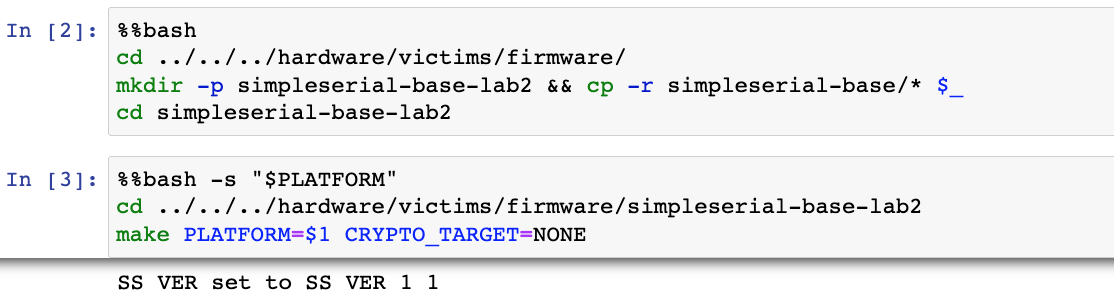 In [2]:
%%bash
cd ../../../hardware/victims/firmware/
mkdir -p simpleserial-base-lab2 && cp -r simpleserial-base/* $_
cd simpleserial-base-lab2
In [3]:
%%bash -s "$PLATFORM"
cd ../../../hardware/victims/firmware/simpleserial-base-lab2
make PLATFORM=$1 CRYPTO_TARGET=NONE
SS VER set to SS VER 1 1